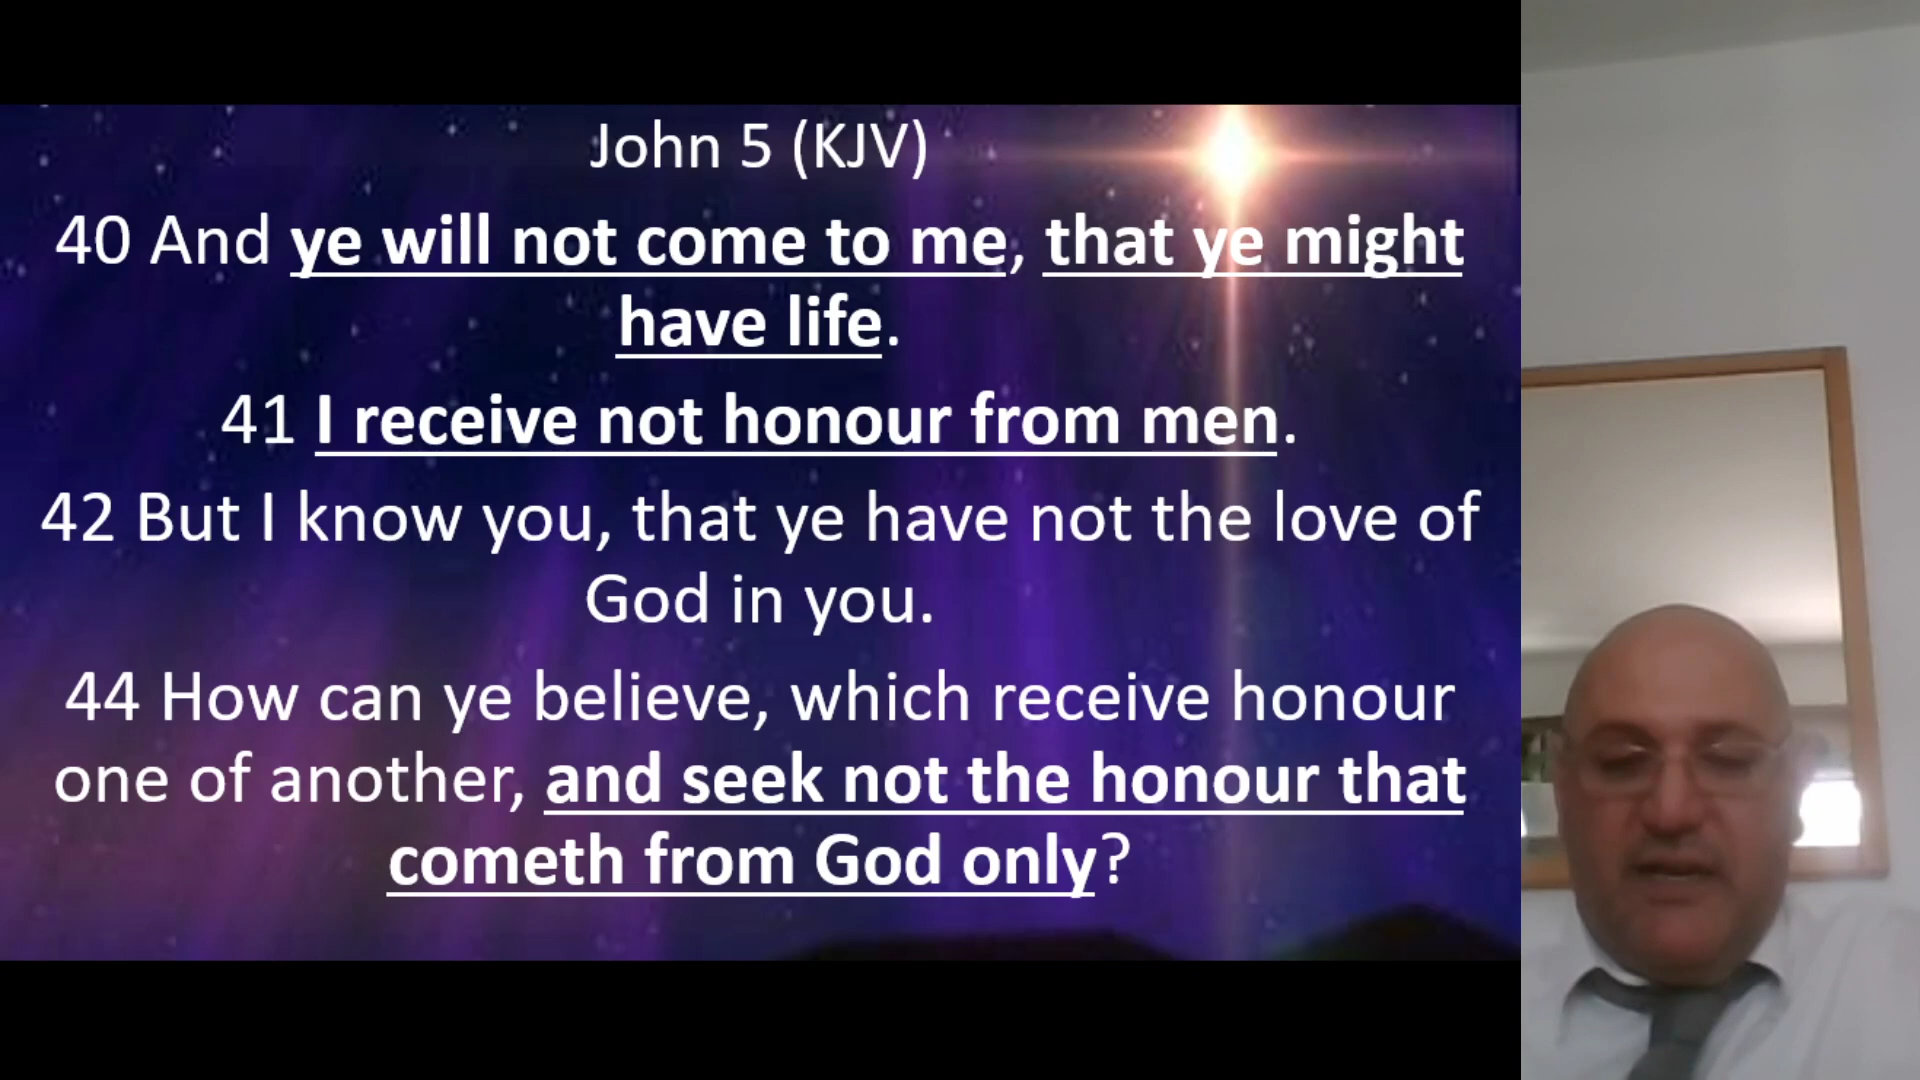 John 5 (KJV)
40 And ye will not come to me, that ye might
have life.
41 I receive not honour from men.
42 But I know you, that ye have not the love of
God in you.
44 How can ye believe, which receive honour
one of another, and seek not the honour that
cometh from God only?